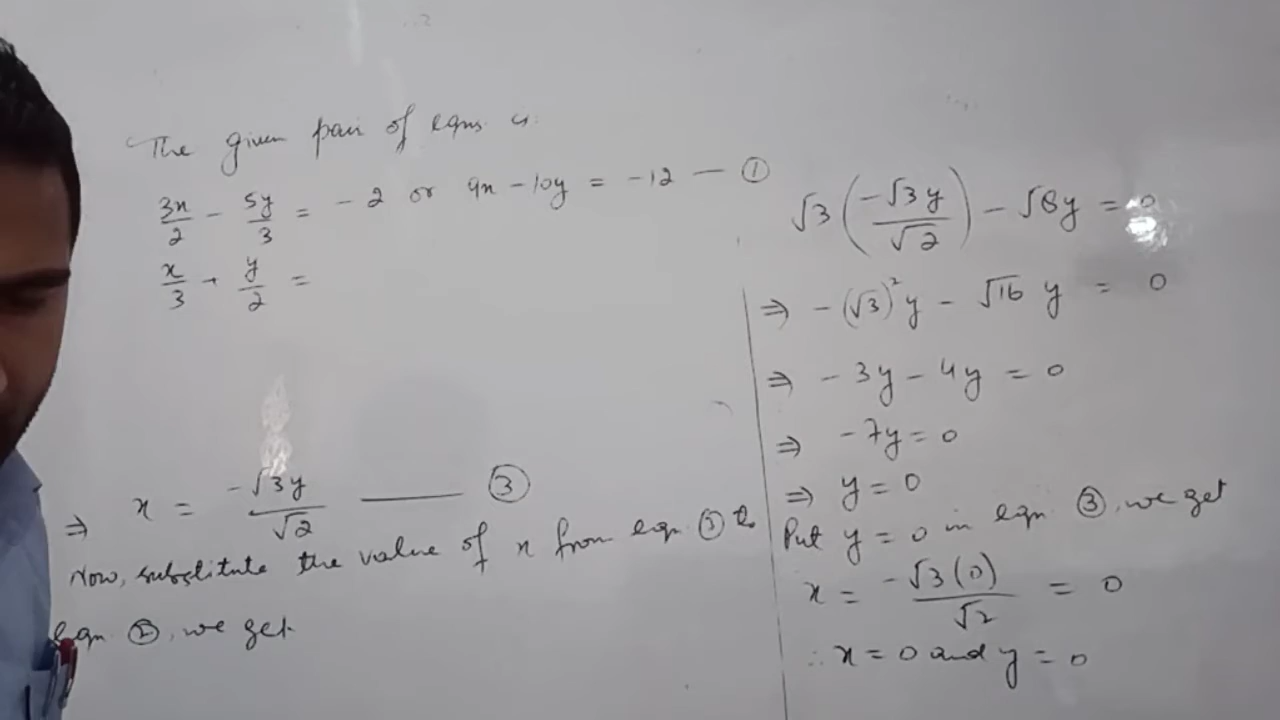 The given pair of eqns. is.
3x/2 - 5y/3 = -2 or 9x - 10y = -12 — ①
x/3 + y/2 =
⇒ x = -√3y/√2 —— ③
Now, substitute the value of x from eqn. ③ to
Eqn. ②, we get.
√3(-√3y/√2) - √8y = 0
⇒ -(√3)²y - √16 y = 0
⇒ -3y - 4y = 0
⇒ -7y = 0
⇒ y = 0
Put y = 0 in eqn. ③, we get
x = -√3(0)/√2 = 0
∴ x = 0 and y = 0